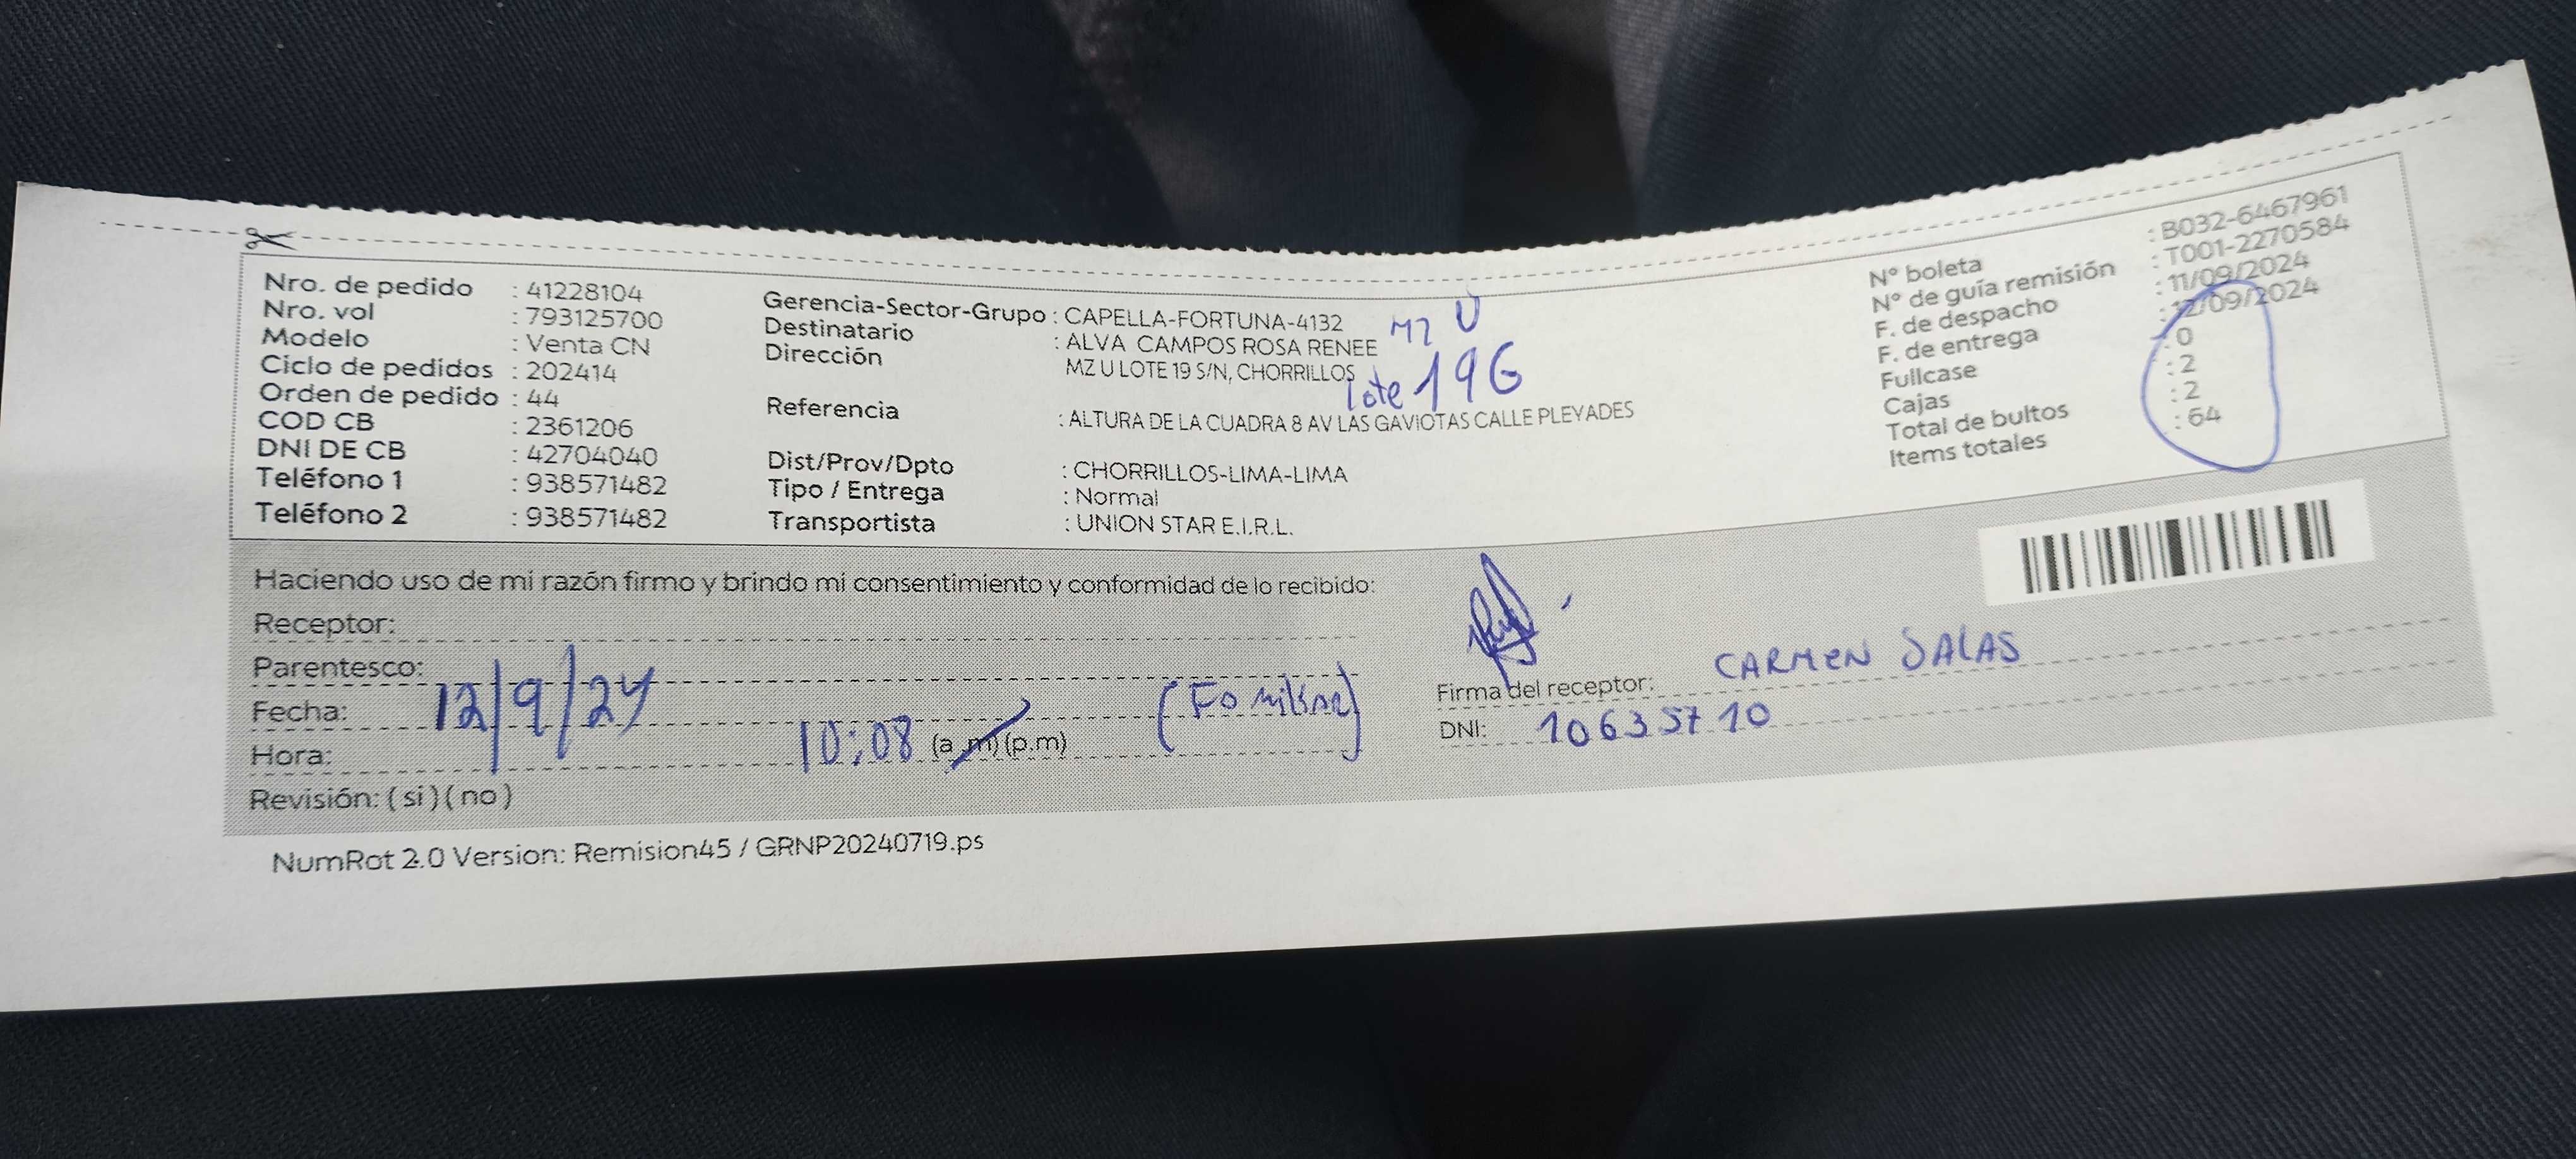 Nro. de pedido : 41228104
Nro. vol : 793125700
Modelo : Venta CN
Ciclo de pedidos : 202414
Orden de pedido : 44
COD CB : 2361206
DNI DE CB : 42704040
Teléfono 1 : 938571482
Teléfono 2 : 938571482
Gerencia-Sector-Grupo : CAPELLA-FORTUNA-4132
Destinatario : ALVA CAMPOS ROSA RENEE MZ U
Dirección MZ U LOTE 19 S/N, CHORRILLOS
lote 19G
Referencia : ALTURA DE LA CUADRA 8 AV LAS GAVIOTAS CALLE PLEYADES
Dist/Prov/Dpto : CHORRILLOS-LIMA-LIMA
Tipo / Entrega : Normal
Transportista : UNION STAR E.I.R.L.
N° boleta : B032-6467961
N° de guía remisión : T001-2270584
F. de despacho : 11/09/2024
F. de entrega : 12/09/2024
Fullcase : 0
Cajas : 2
Total de bultos : 2
Items totales : 64
Haciendo uso de mi razón firmo y brindo mi consentimiento y conformidad de lo recibido:
Receptor:
Parentesco:
Fecha: 12/9/24
Hora: 10:08 (a.m) (p.m) (Familiar)
Revisión: ( si ) ( no )
Firma del receptor: CARMEN SALAS
DNI: 10635710
NumRot 2.0 Version: Remision45 / GRNP20240719.ps